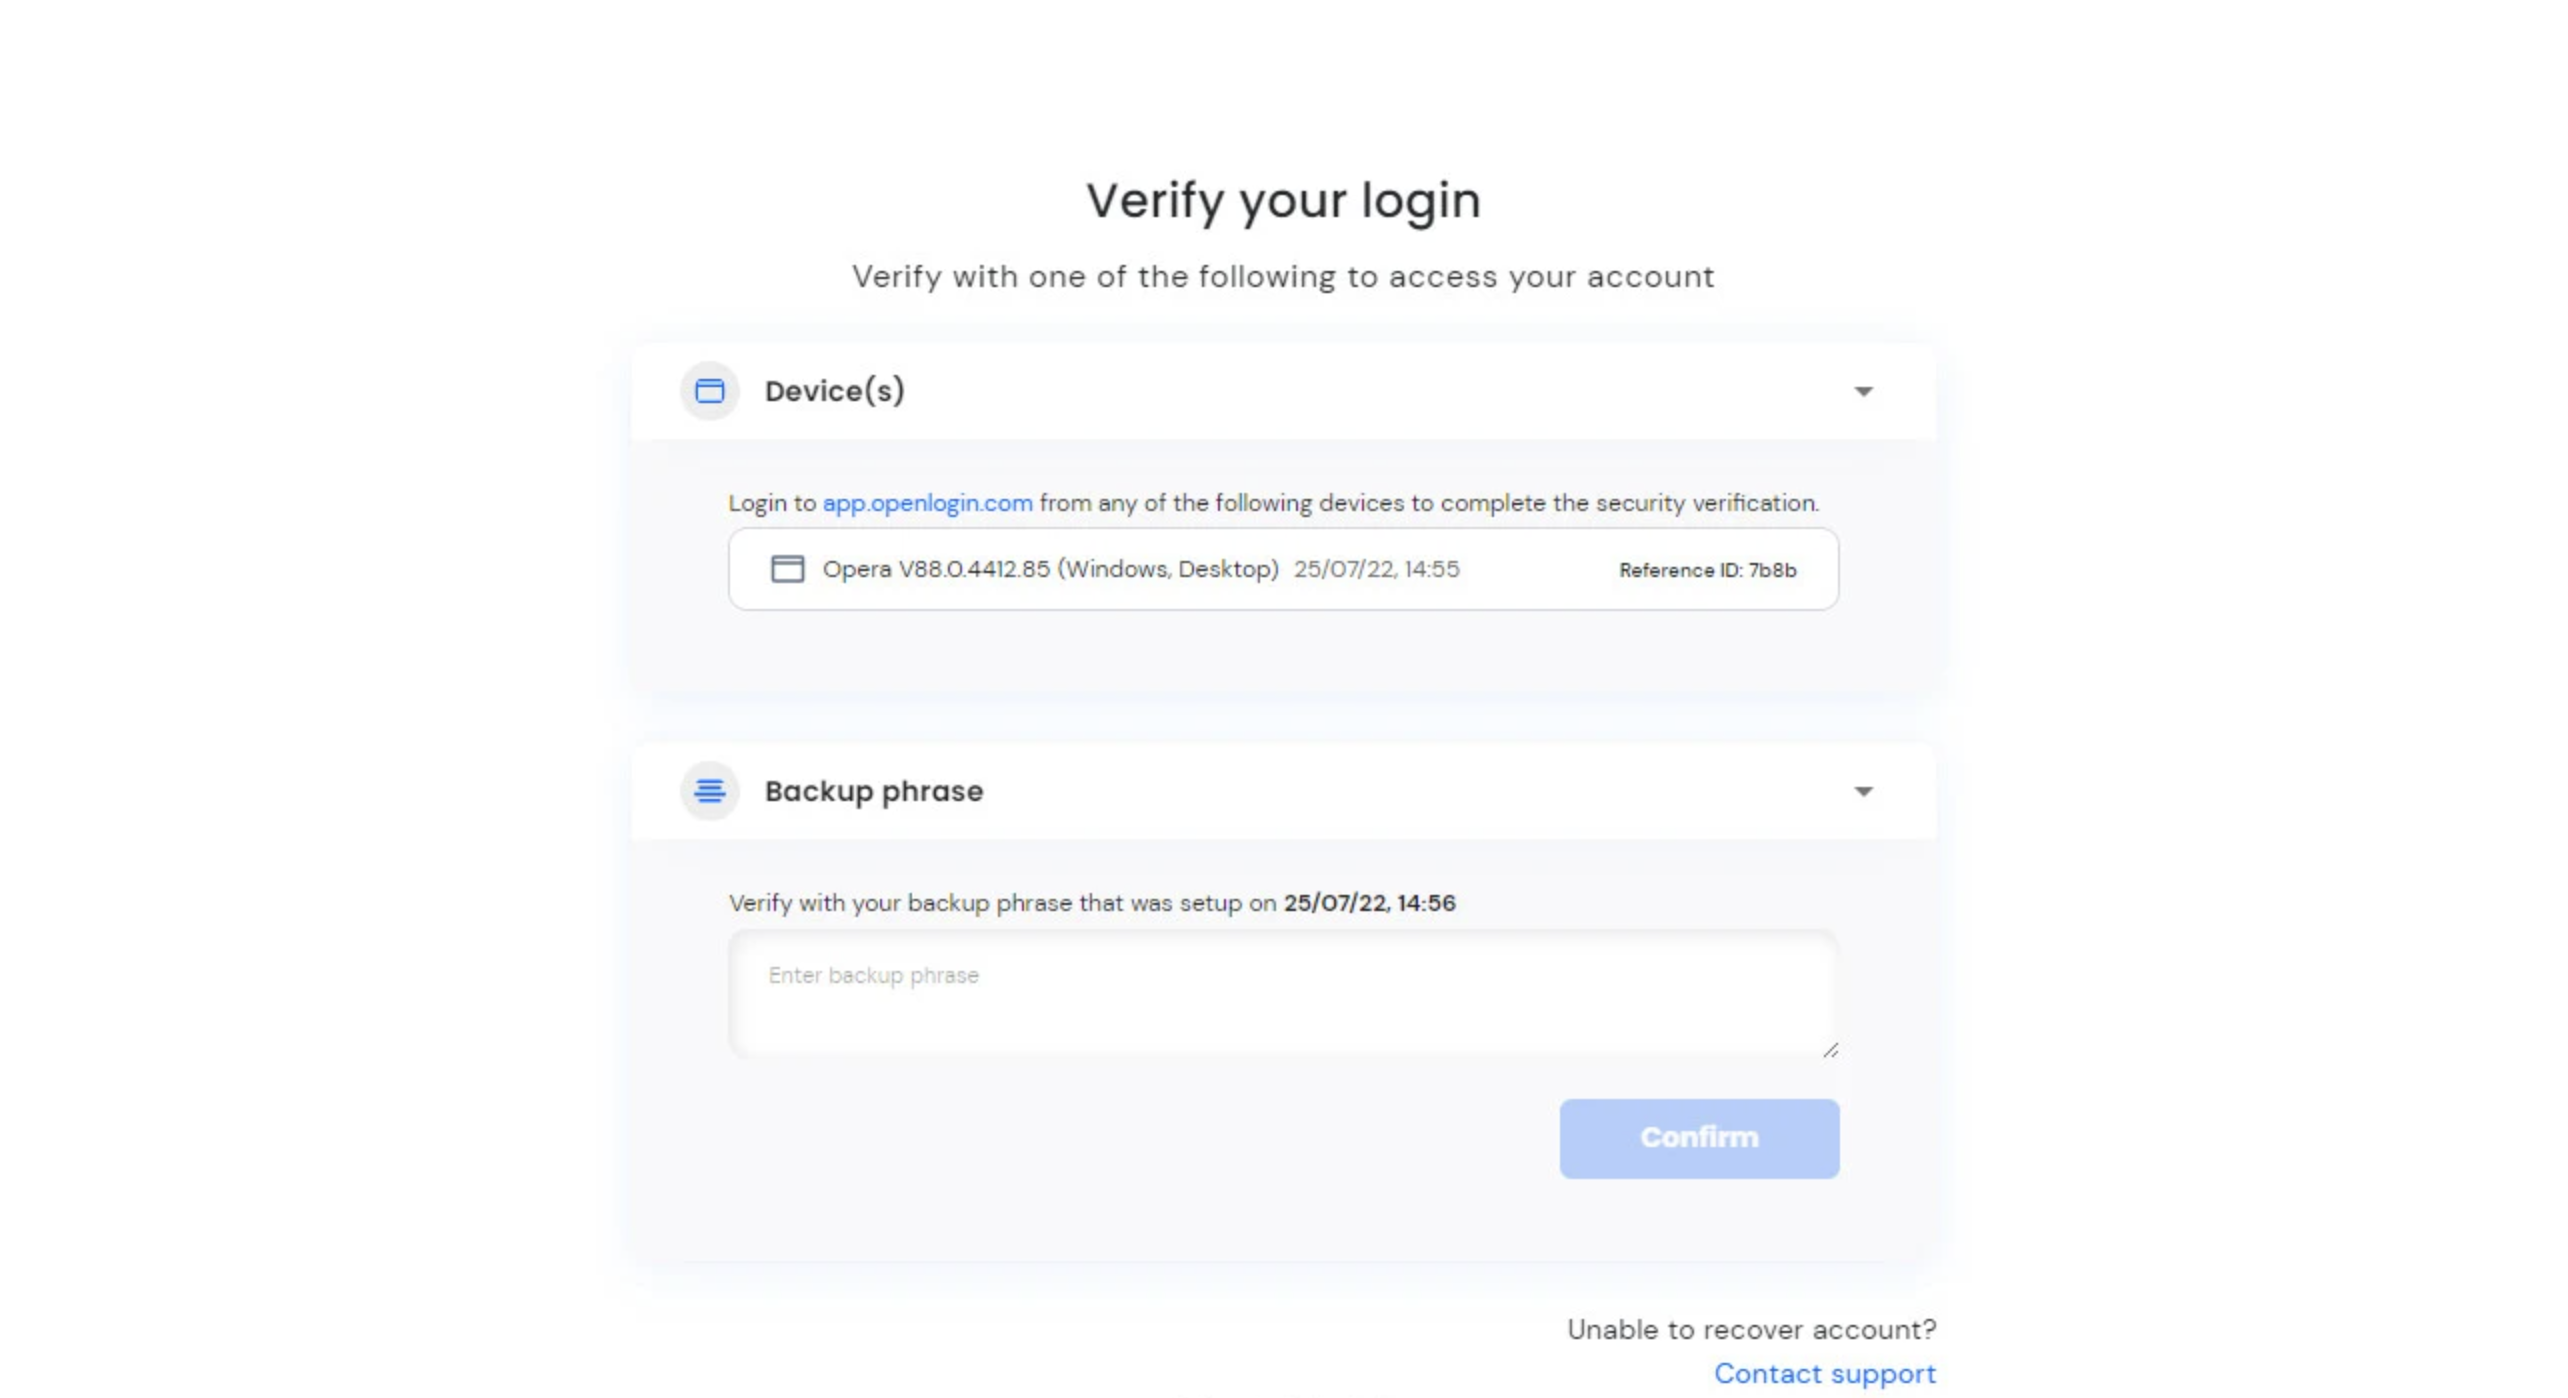 Verify your login
Verify with one of the following to access your account
Device(s)
Login to app.openlogin.com from any of the following devices to complete the security verification.
Opera V88.0.4412.85 (Windows, Desktop) 25/07/22, 14:55 Reference ID: 7b8b
Backup phrase
Verify with your backup phrase that was setup on 25/07/22, 14:56
Enter backup phrase
Confirm
Unable to recover account?
Contact support